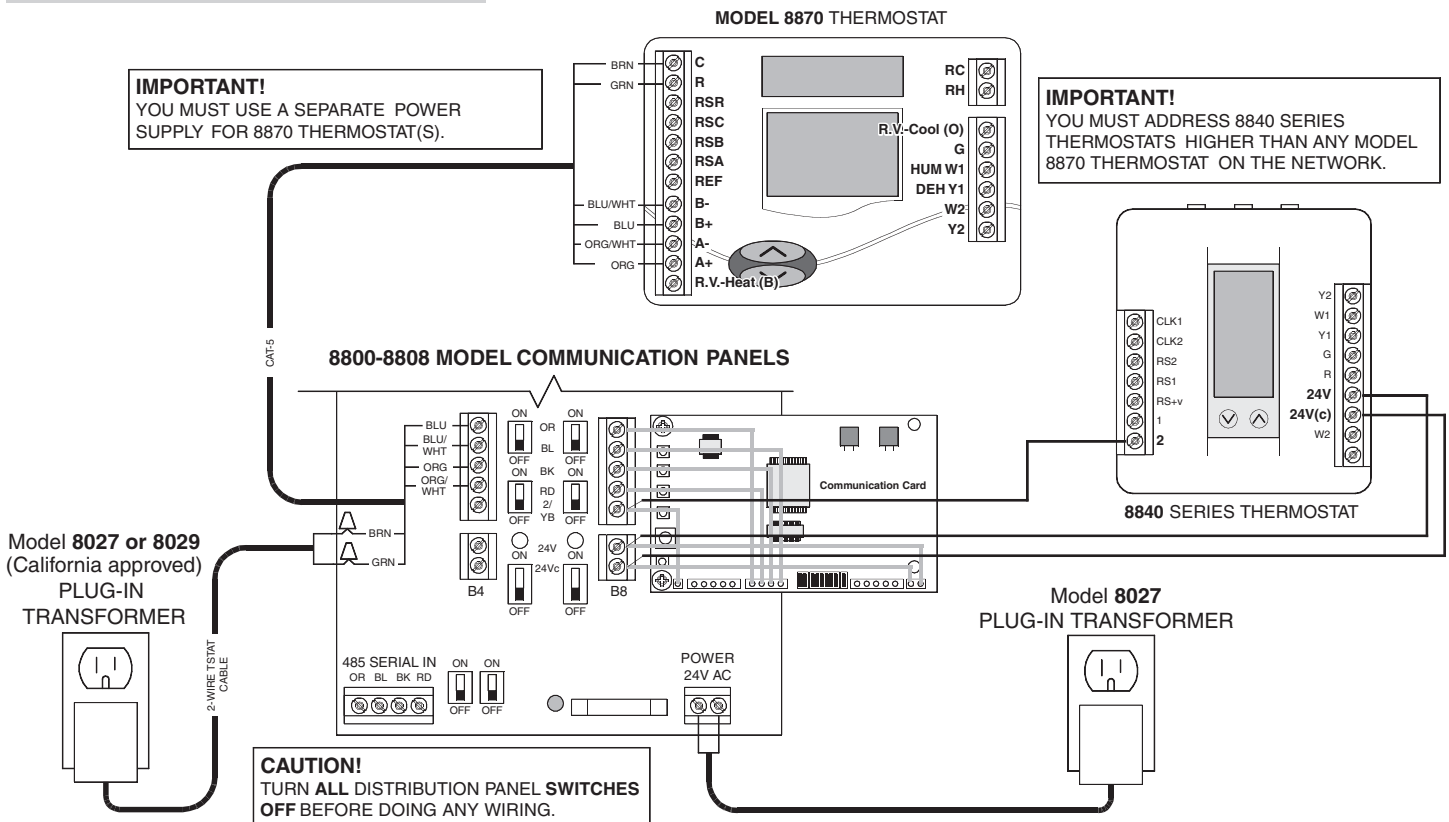 MODEL 8870 THERMOSTAT
IMPORTANT!
YOU MUST USE A SEPARATE POWER
SUPPLY FOR 8870 THERMOSTAT(S).
BRN
GRN
BLU/WHT
BLU
ORG/WHT
ORG
C
R
RSR
RSC
RSB
RSA
REF
B-
B+
A-
A+
R.V.-Heat (B)
RC
RH
R.V.-Cool (O)
G
HUM W1
DEH Y1
W2
Y2
IMPORTANT!
YOU MUST ADDRESS 8840 SERIES
THERMOSTATS HIGHER THAN ANY MODEL
8870 THERMOSTAT ON THE NETWORK.
CLK1
CLK2
RS2
RS1
RS+v
1
2
Y2
W1
Y1
G
R
24V
24V(c)
W2
8840 SERIES THERMOSTAT
CAT-5
8800-8808 MODEL COMMUNICATION PANELS
BLU
BLU/
WHT
ORG
ORG/
WHT
BRN
GRN
ON
ON
OR
BL
OFF
OFF
ON
BK
ON
RD
2/
YB
OFF
OFF
ON
24V
ON
24Vc
OFF
OFF
B4
B8
Communication Card
Model 8027 or 8029
(California approved)
PLUG-IN
TRANSFORMER
2-WIRE TSTAT
CABLE
485 SERIAL IN
OR BL BK RD
ON ON
OFF OFF
POWER
24V AC
Model 8027
PLUG-IN TRANSFORMER
CAUTION!
TURN ALL DISTRIBUTION PANEL SWITCHES
OFF BEFORE DOING ANY WIRING.